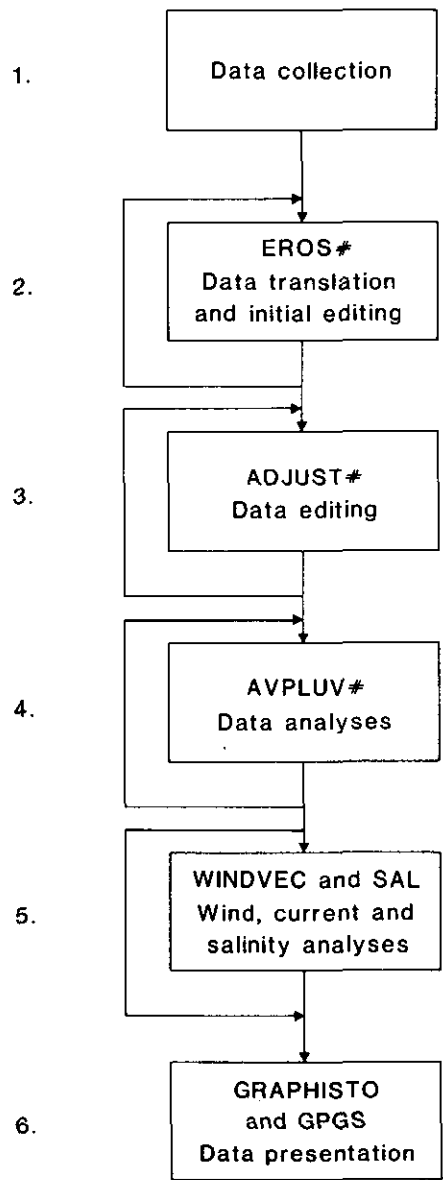 1.
Data collection
2.
EROS#
Data translation
and initial editing
3.
ADJUST#
Data editing
4.
AVPLUV#
Data analyses
5.
WINDVEC and SAL
Wind, current and
salinity analyses
6.
GRAPHISTO
and GPGS
Data presentation